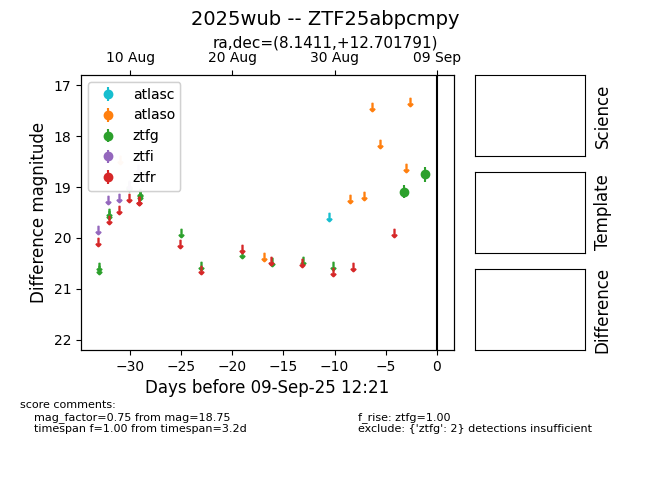 2025wub -- ZTF25abpcmpy
ra,dec=(8.1411,+12.701791)
10 Aug 20 Aug 30 Aug 09 Sep
17
18
19
20
21
22
Difference magnitude
atlasc
atlaso
ztfg
ztfi
ztfr
−30 −25 −20 −15 −10 −5 0
Days before 09-Sep-25 12:21
Science
Template
Difference
score comments:
mag_factor=0.75 from mag=18.75
timespan f=1.00 from timespan=3.2d
f_rise: ztfg=1.00
exclude: {'ztfg': 2} detections insufficient